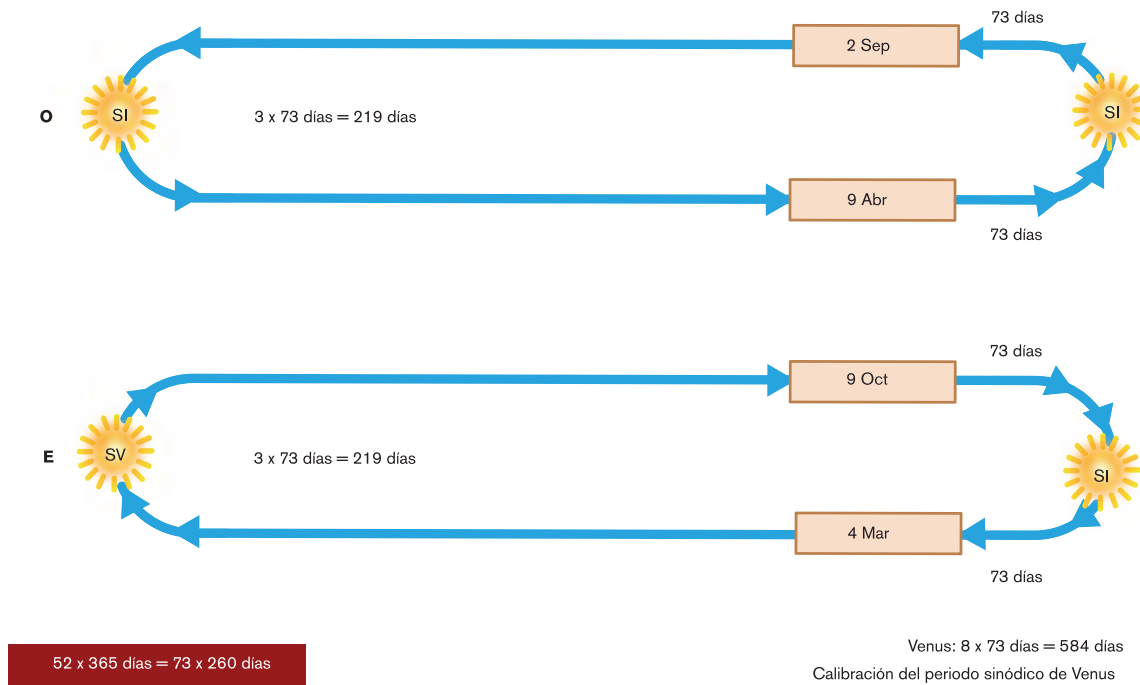 73 días
2 Sep
SI
SI
O
3 x 73 días = 219 días
9 Abr
73 días
73 días
9 Oct
SV
E
3 x 73 días = 219 días
SI
4 Mar
73 días
Venus: 8 x 73 días = 584 días
52 x 365 días = 73 x 260 días
Calibración del periodo sinódico de Venus